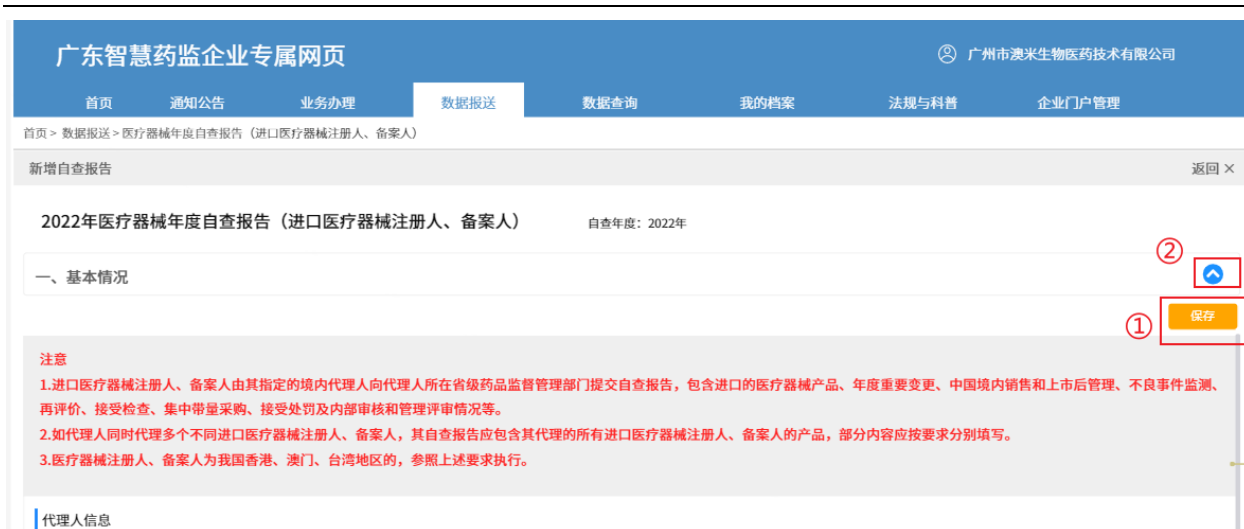 广东智慧药监企业专属网页
广州市澳米生物医药技术有限公司
首页 通知公告 业务办理 数据报送 数据查询 我的档案 法规与科普 企业门户管理
首页 > 数据报送 > 医疗器械年度自查报告（进口医疗器械注册人、备案人）
新增自查报告 返回 ×
2022年医疗器械年度自查报告（进口医疗器械注册人、备案人） 自查年度：2022年
②
一、基本情况
① 保存
注意
1.进口医疗器械注册人、备案人由其指定的境内代理人向代理人所在省级药品监督管理部门提交自查报告，包含进口的医疗器械产品、年度重要变更、中国境内销售和上市后管理、不良事件监测、
再评价、接受检查、集中带量采购、接受处罚及内部审核和管理评审情况等。
2.如代理人同时代理多个不同进口医疗器械注册人、备案人，其自查报告应包含其代理的所有进口医疗器械注册人、备案人的产品，部分内容应按要求分别填写。
3.医疗器械注册人、备案人为我国香港、澳门、台湾地区的，参照上述要求执行。
代理人信息